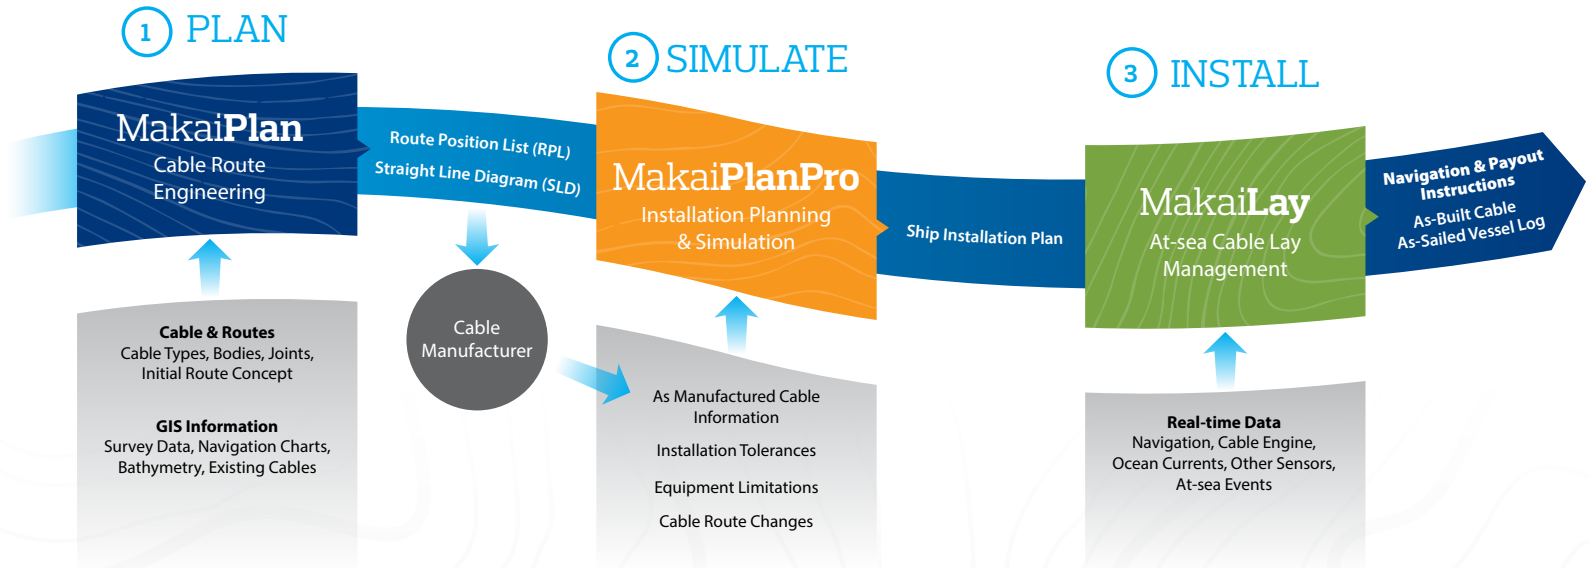 1 PLAN
MakaiPlan
Cable Route
Engineering
Cable & Routes
Cable Types, Bodies, Joints,
Initial Route Concept
GIS Information
Survey Data, Navigation Charts,
Bathymetry, Existing Cables
Route Position List (RPL)
Straight Line Diagram (SLD)
Cable
Manufacturer
2 SIMULATE
MakaiPlanPro
Installation Planning
& Simulation
As Manufactured Cable
Information
Installation Tolerances
Equipment Limitations
Cable Route Changes
Ship Installation Plan
3 INSTALL
MakaiLay
At-sea Cable Lay
Management
Real-time Data
Navigation, Cable Engine,
Ocean Currents, Other Sensors,
At-sea Events
Navigation & Payout
Instructions
As-Built Cable
As-Sailed Vessel Log